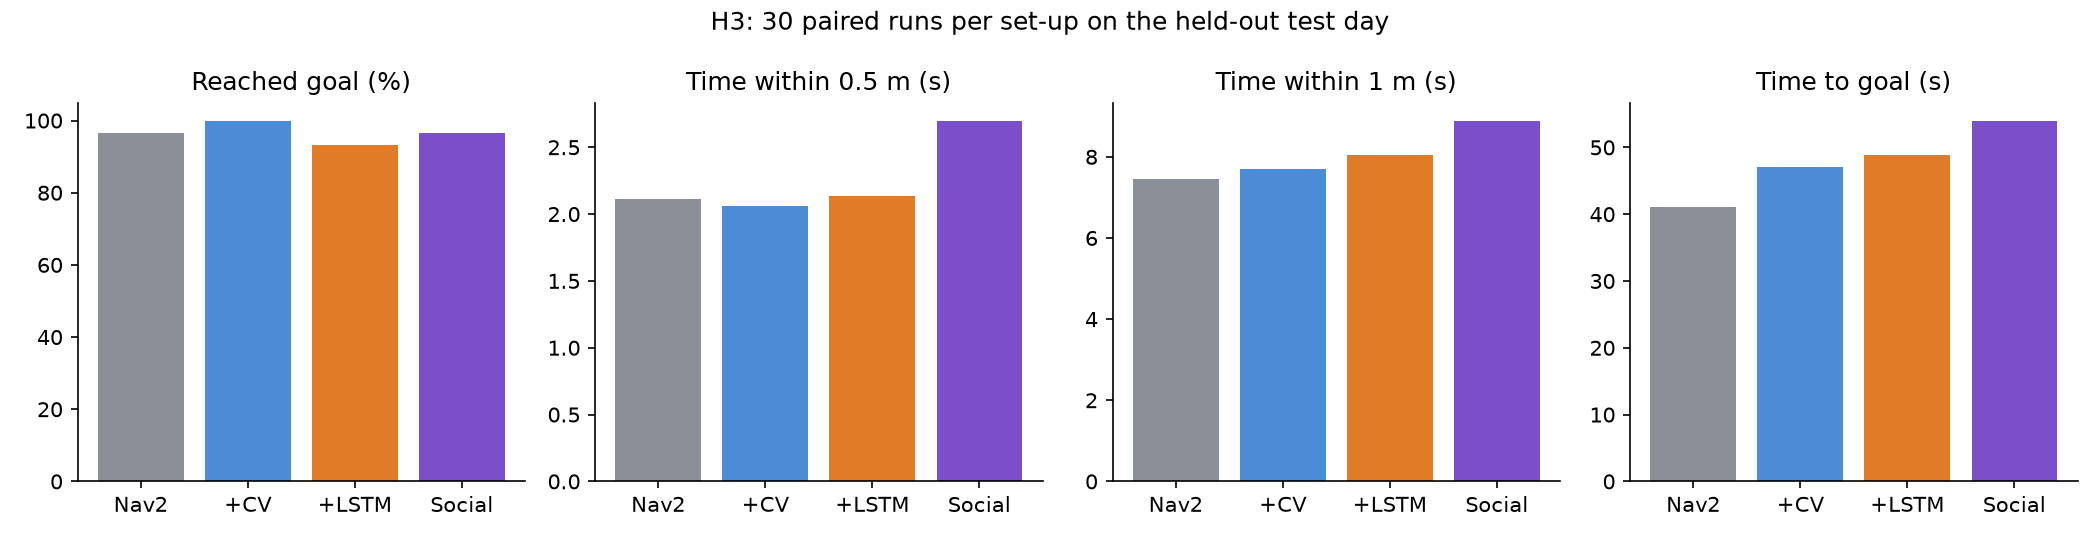 H3: 30 paired runs per set-up on the held-out test day
Reached goal (%)
100
80
60
40
20
0
Nav2 +CV +LSTM Social
Time within 0.5 m (s)
2.5
2.0
1.5
1.0
0.5
0.0
Nav2 +CV +LSTM Social
Time within 1 m (s)
8
6
4
2
0
Nav2 +CV +LSTM Social
Time to goal (s)
50
40
30
20
10
0
Nav2 +CV +LSTM Social